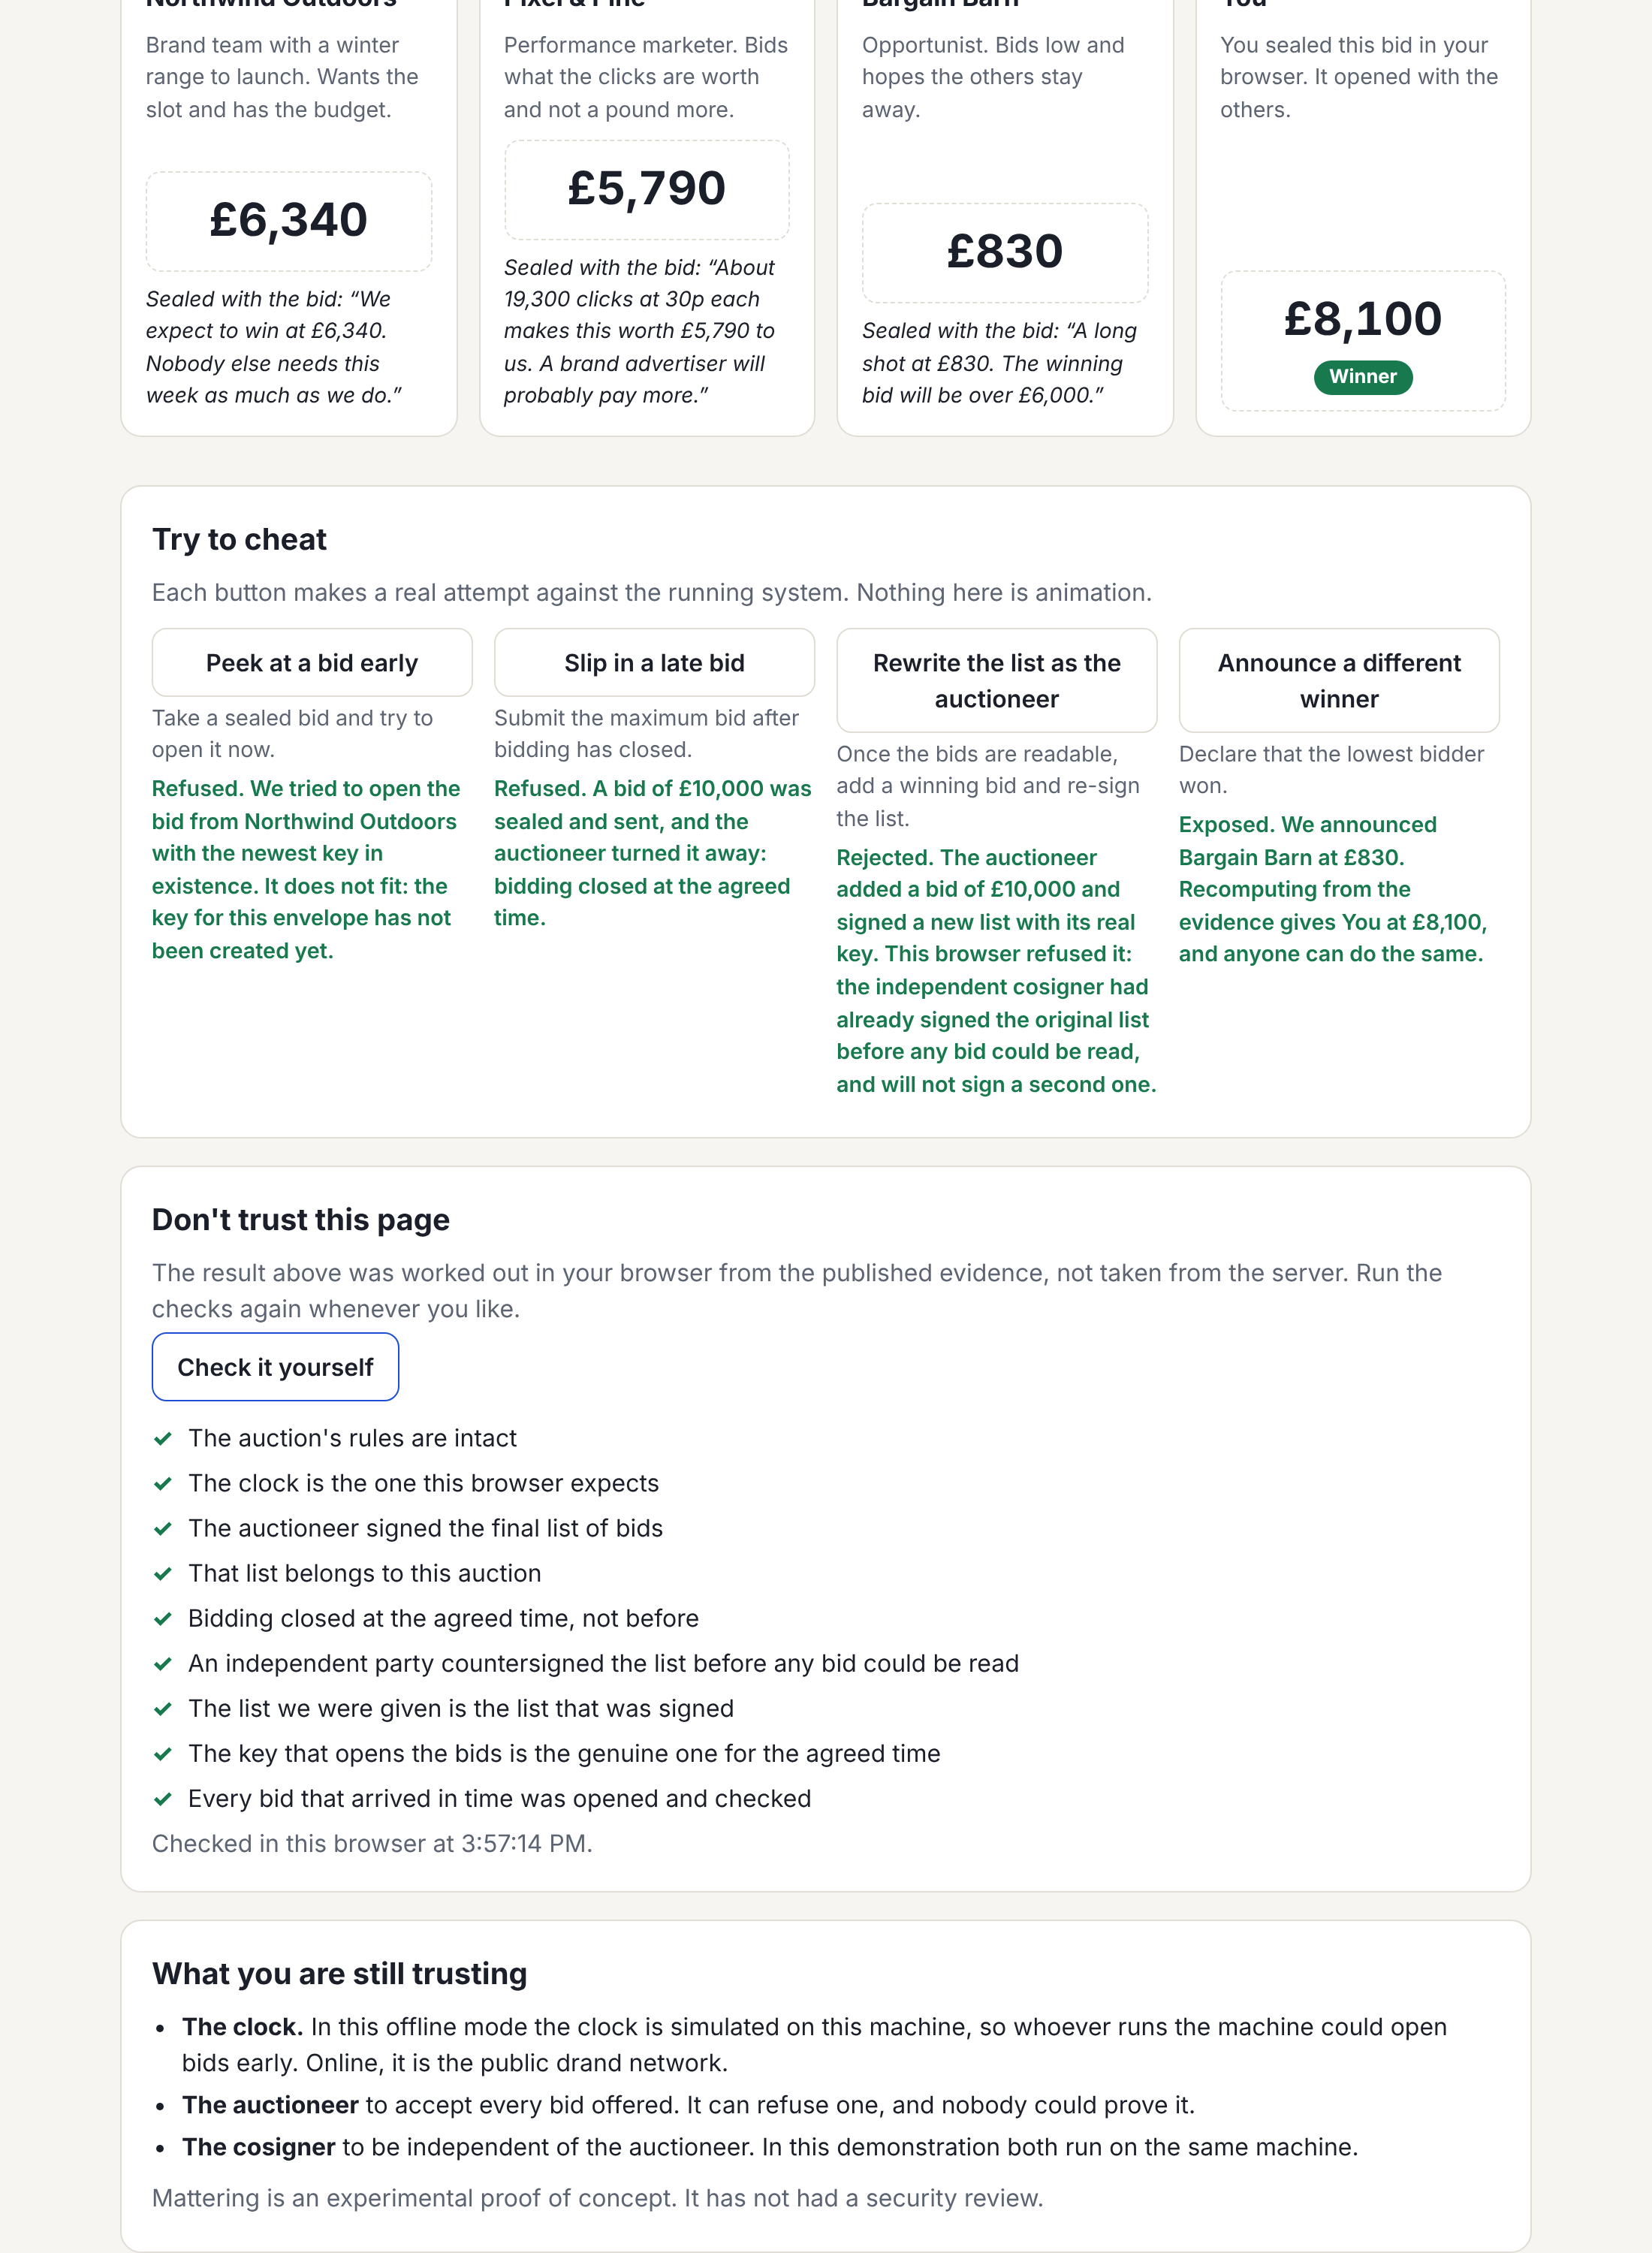 Northwind Outdoors
Brand team with a winter
range to launch. Wants the
slot and has the budget.
£6,340
Sealed with the bid: “We
expect to win at £6,340.
Nobody else needs this
week as much as we do.”
Pixel & Pine
Performance marketer. Bids
what the clicks are worth
and not a pound more.
£5,790
Sealed with the bid: “About
19,300 clicks at 30p each
makes this worth £5,790 to
us. A brand advertiser will
probably pay more.”
Bargain Barn
Opportunist. Bids low and
hopes the others stay
away.
£830
Sealed with the bid: “A long
shot at £830. The winning
bid will be over £6,000.”
You
You sealed this bid in your
browser. It opened with the
others.
£8,100
Winner
Try to cheat
Each button makes a real attempt against the running system. Nothing here is animation.
Peek at a bid early
Take a sealed bid and try to
open it now.
Refused. We tried to open the
bid from Northwind Outdoors
with the newest key in
existence. It does not fit: the
key for this envelope has not
been created yet.
Slip in a late bid
Submit the maximum bid after
bidding has closed.
Refused. A bid of £10,000 was
sealed and sent, and the
auctioneer turned it away:
bidding closed at the agreed
time.
Rewrite the list as the
auctioneer
Once the bids are readable,
add a winning bid and re-sign
the list.
Rejected. The auctioneer
added a bid of £10,000 and
signed a new list with its real
key. This browser refused it:
the independent cosigner had
already signed the original list
before any bid could be read,
and will not sign a second one.
Announce a different
winner
Declare that the lowest bidder
won.
Exposed. We announced
Bargain Barn at £830.
Recomputing from the
evidence gives You at £8,100,
and anyone can do the same.
Don't trust this page
The result above was worked out in your browser from the published evidence, not taken from the server. Run the
checks again whenever you like.
Check it yourself
✓ The auction's rules are intact
✓ The clock is the one this browser expects
✓ The auctioneer signed the final list of bids
✓ That list belongs to this auction
✓ Bidding closed at the agreed time, not before
✓ An independent party countersigned the list before any bid could be read
✓ The list we were given is the list that was signed
✓ The key that opens the bids is the genuine one for the agreed time
✓ Every bid that arrived in time was opened and checked
Checked in this browser at 3:57:14 PM.
What you are still trusting
• The clock. In this offline mode the clock is simulated on this machine, so whoever runs the machine could open
bids early. Online, it is the public drand network.
• The auctioneer to accept every bid offered. It can refuse one, and nobody could prove it.
• The cosigner to be independent of the auctioneer. In this demonstration both run on the same machine.
Mattering is an experimental proof of concept. It has not had a security review.